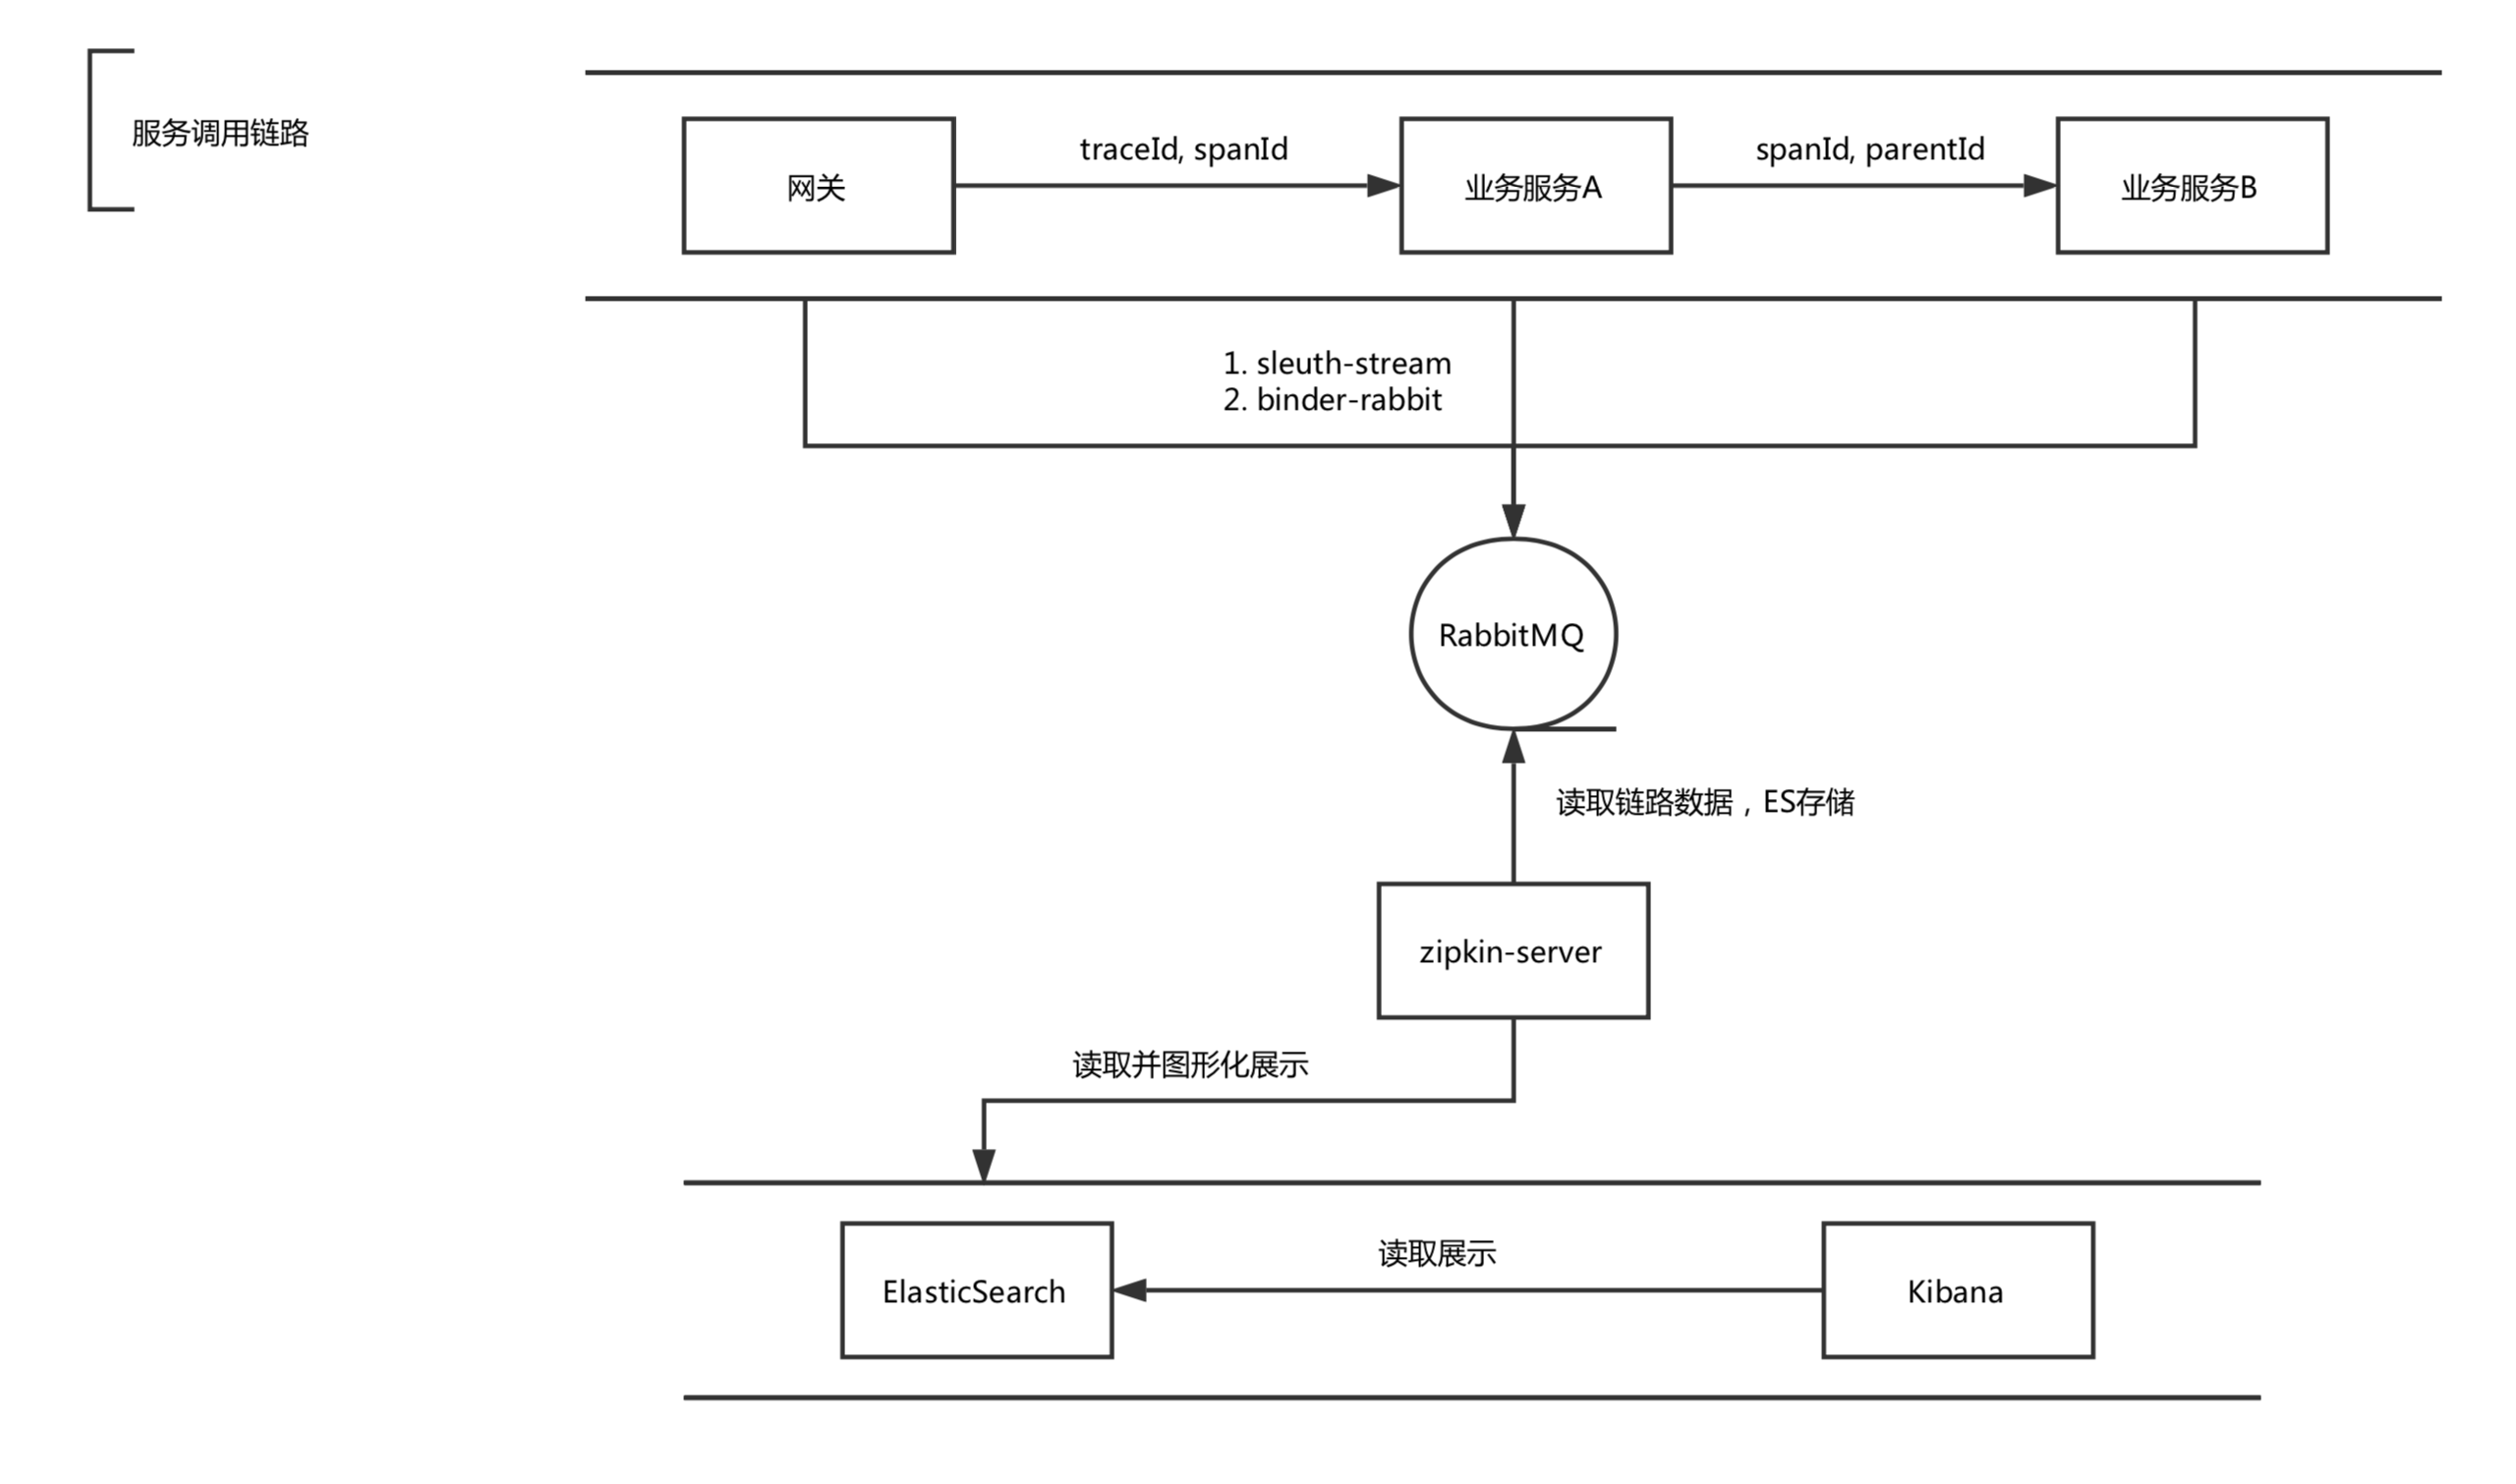 服务调用链路
网关
traceId, spanId
业务服务A
spanId, parentId
业务服务B
1. sleuth-stream
2. binder-rabbit
RabbitMQ
读取链路数据，ES存储
zipkin-server
读取并图形化展示
ElasticSearch
读取展示
Kibana